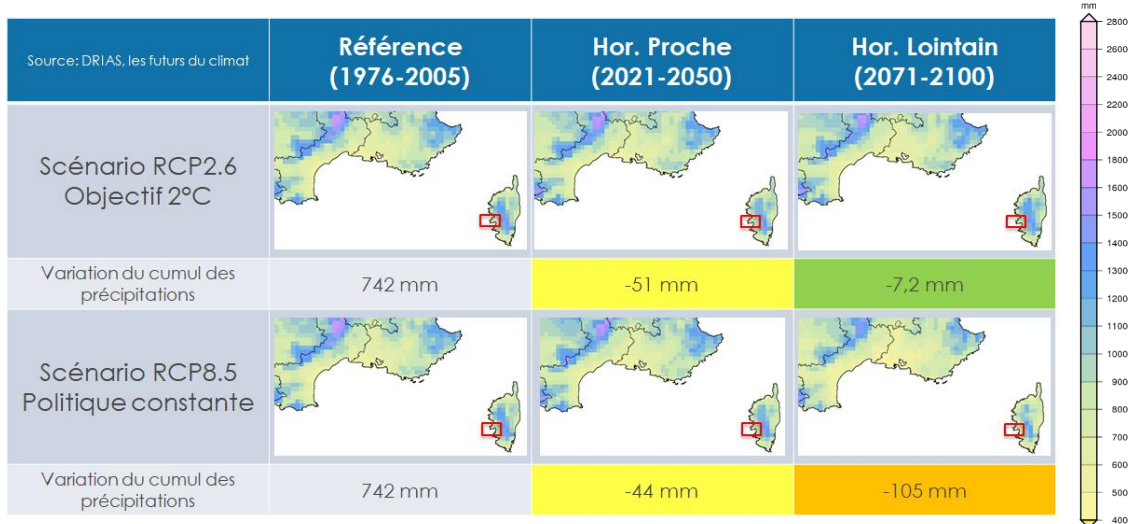 Source: DRIAS, les futurs du climat
Référence
(1976-2005)
Hor. Proche
(2021-2050)
Hor. Lointain
(2071-2100)
Scénario RCP2.6
Objectif 2°C
Variation du cumul des
précipitations
742 mm
-51 mm
-7,2 mm
Scénario RCP8.5
Politique constante
Variation du cumul des
précipitations
742 mm
-44 mm
-105 mm
mm
2800
2600
2400
2200
2000
1800
1600
1500
1400
1300
1200
1100
1000
900
800
700
600
500
400